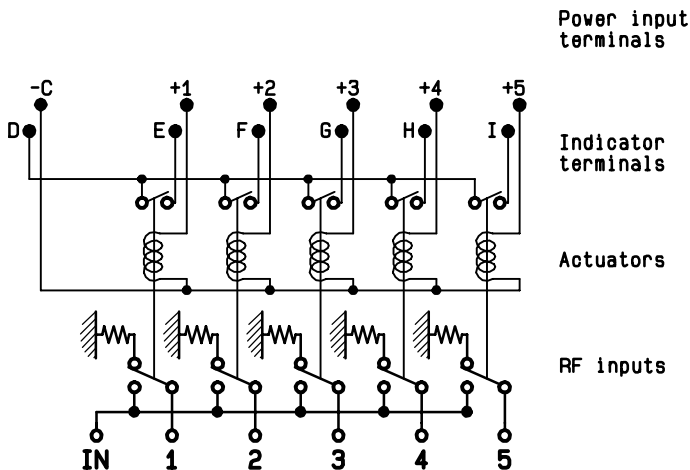 Power input
terminals
-C +1 +2 +3 +4 +5
D E F G H I
Indicator
terminals
Actuators
RF inputs
IN 1 2 3 4 5